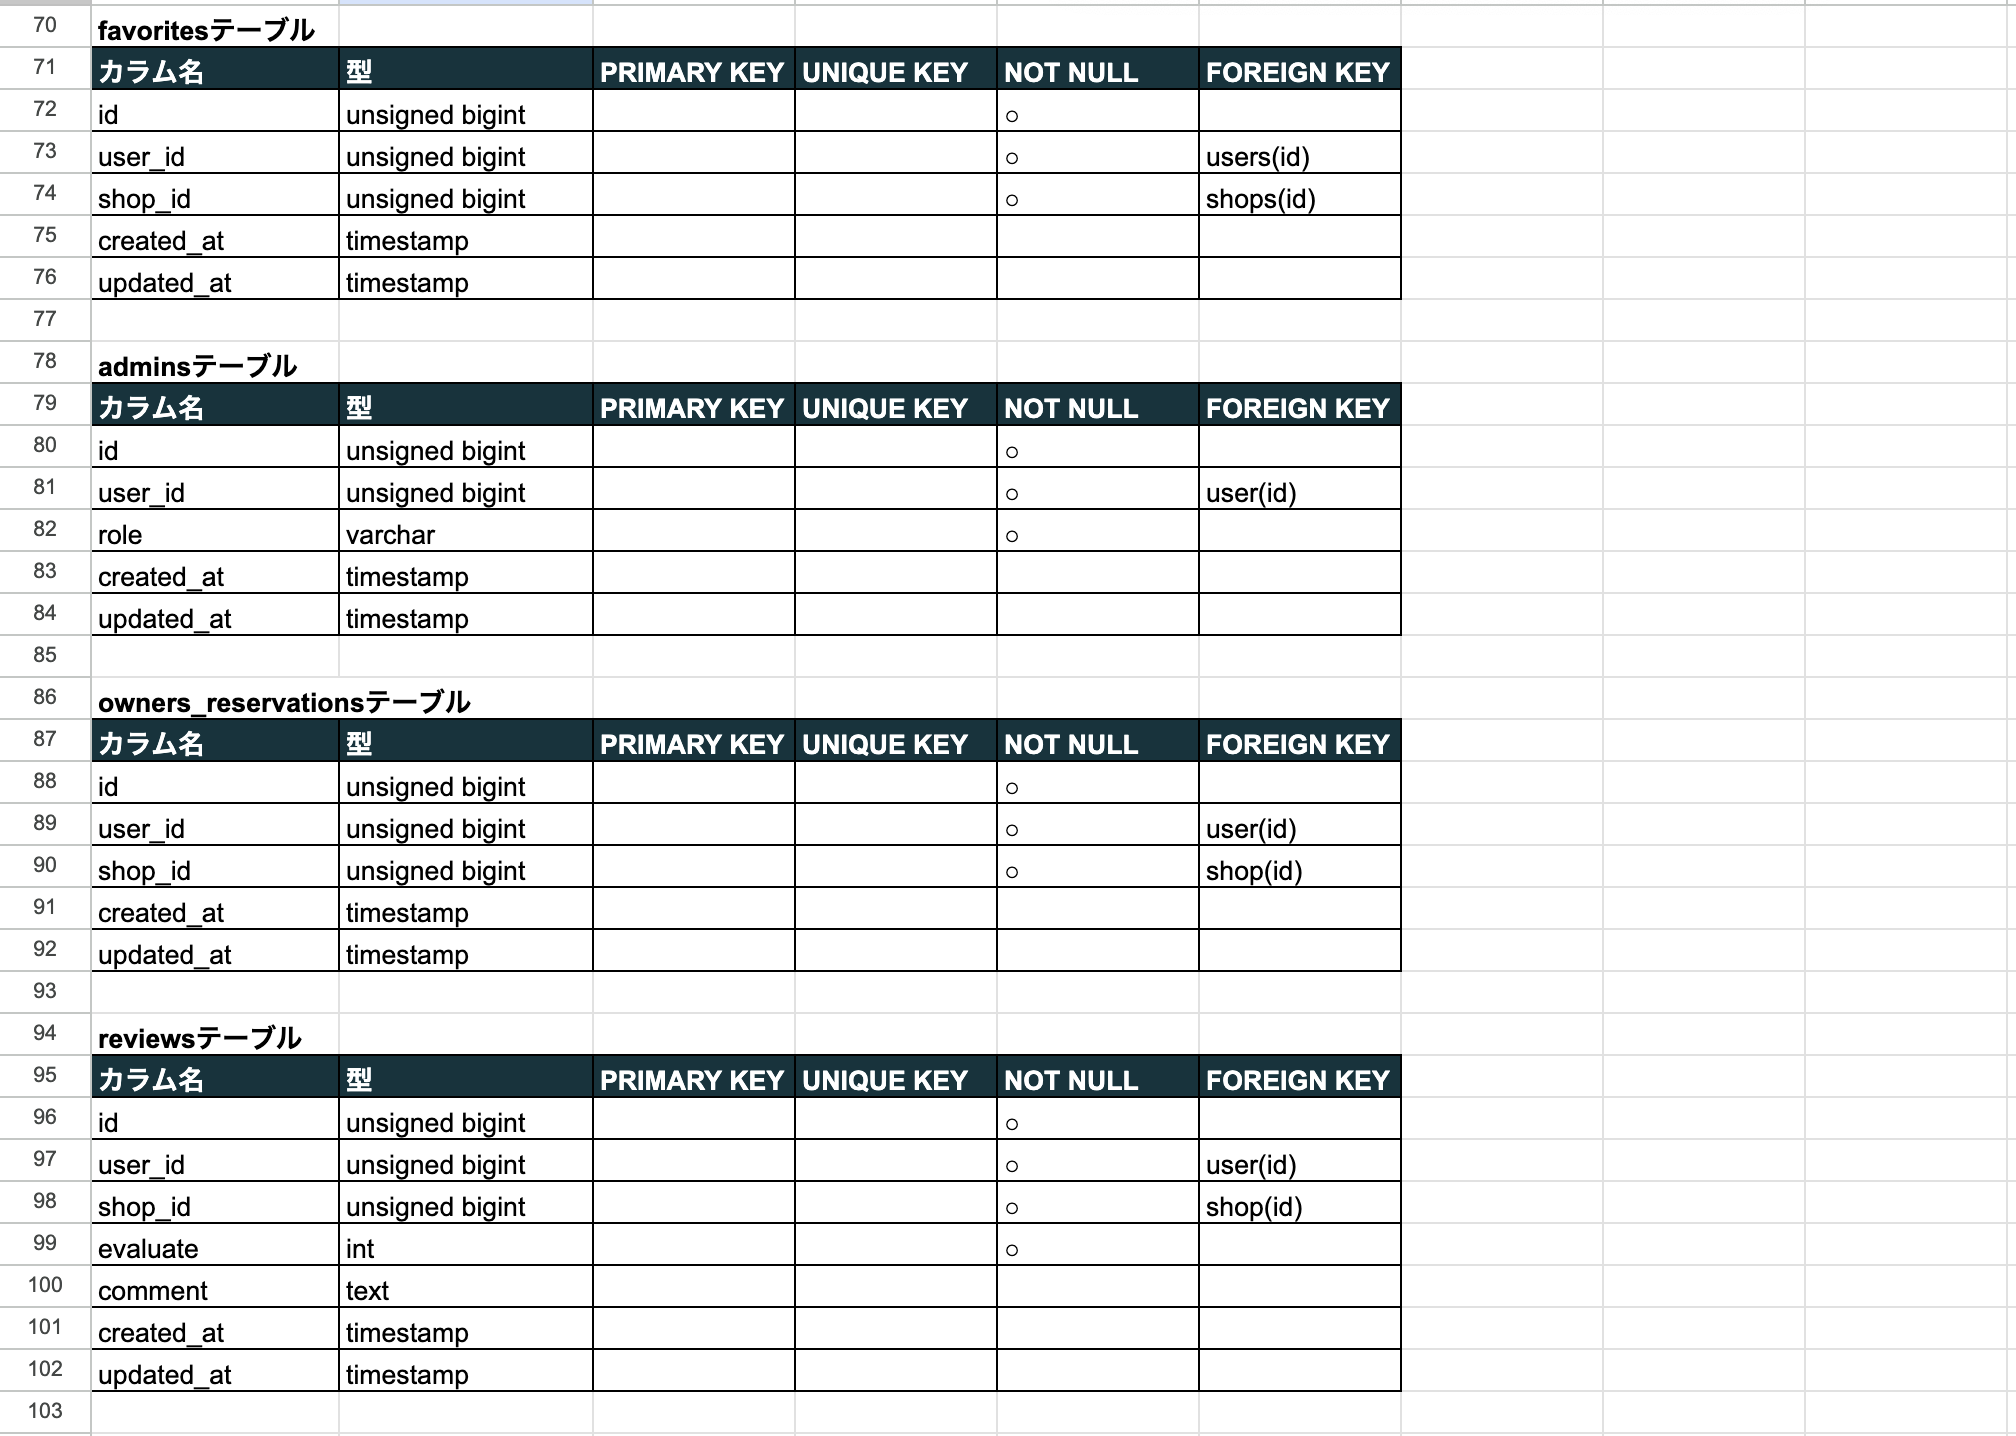 70 favoritesテーブル
71 カラム名 型 PRIMARY KEY UNIQUE KEY NOT NULL FOREIGN KEY
72 id unsigned bigint ○
73 user_id unsigned bigint ○ users(id)
74 shop_id unsigned bigint ○ shops(id)
75 created_at timestamp
76 updated_at timestamp
77
78 adminsテーブル
79 カラム名 型 PRIMARY KEY UNIQUE KEY NOT NULL FOREIGN KEY
80 id unsigned bigint ○
81 user_id unsigned bigint ○ user(id)
82 role varchar ○
83 created_at timestamp
84 updated_at timestamp
85
86 owners_reservationsテーブル
87 カラム名 型 PRIMARY KEY UNIQUE KEY NOT NULL FOREIGN KEY
88 id unsigned bigint ○
89 user_id unsigned bigint ○ user(id)
90 shop_id unsigned bigint ○ shop(id)
91 created_at timestamp
92 updated_at timestamp
93
94 reviewsテーブル
95 カラム名 型 PRIMARY KEY UNIQUE KEY NOT NULL FOREIGN KEY
96 id unsigned bigint ○
97 user_id unsigned bigint ○ user(id)
98 shop_id unsigned bigint ○ shop(id)
99 evaluate int ○
100 comment text
101 created_at timestamp
102 updated_at timestamp
103